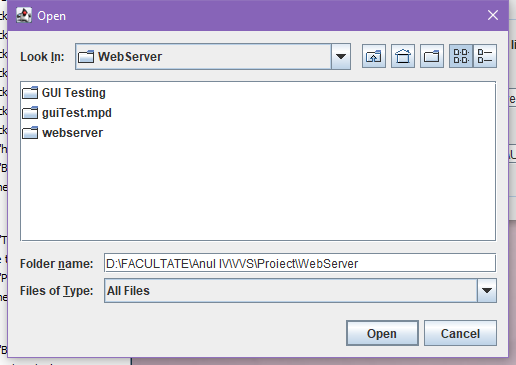 Open
Look In:
WebServer
GUI Testing
guiTest.mpd
webserver
Folder name:
D:\FACULTATE\Anul IV\VVS\Proiect\WebServer
Files of Type:
All Files
Open
Cancel